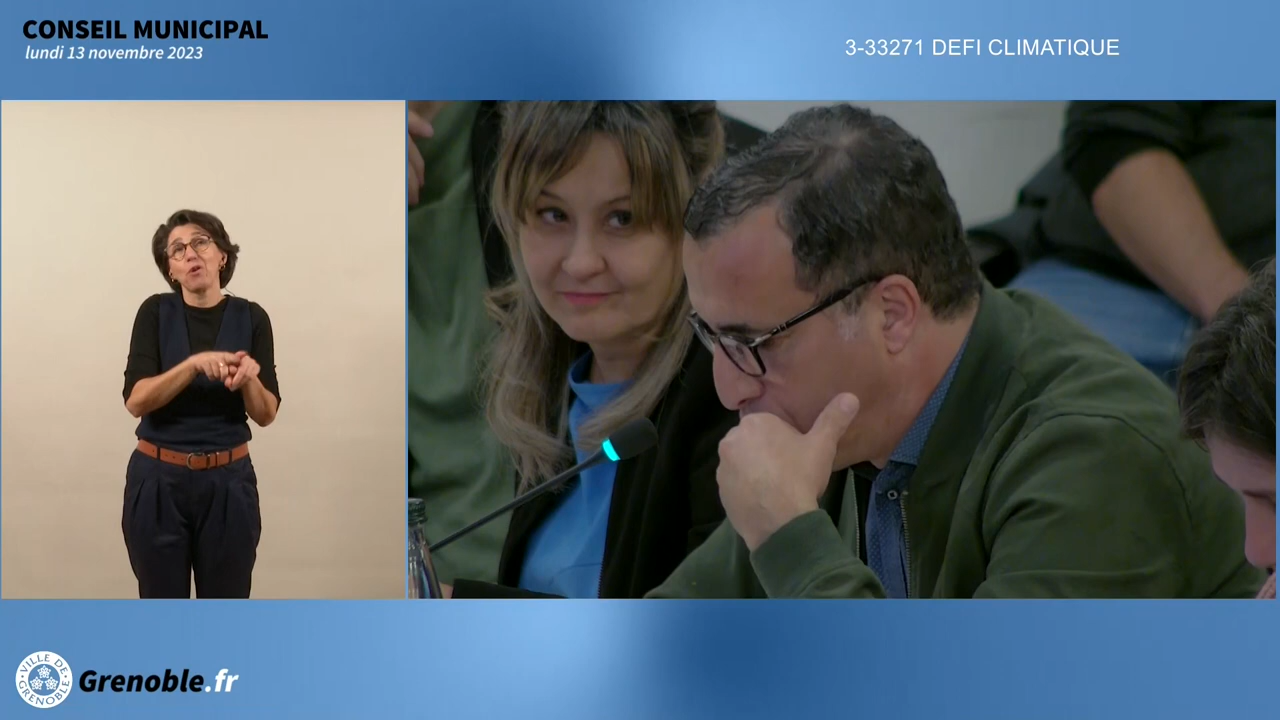 CONSEIL MUNICIPAL
lundi 13 novembre 2023
3-33271 DEFI CLIMATIQUE
VILLE DE
GRENOBLE
Grenoble.fr